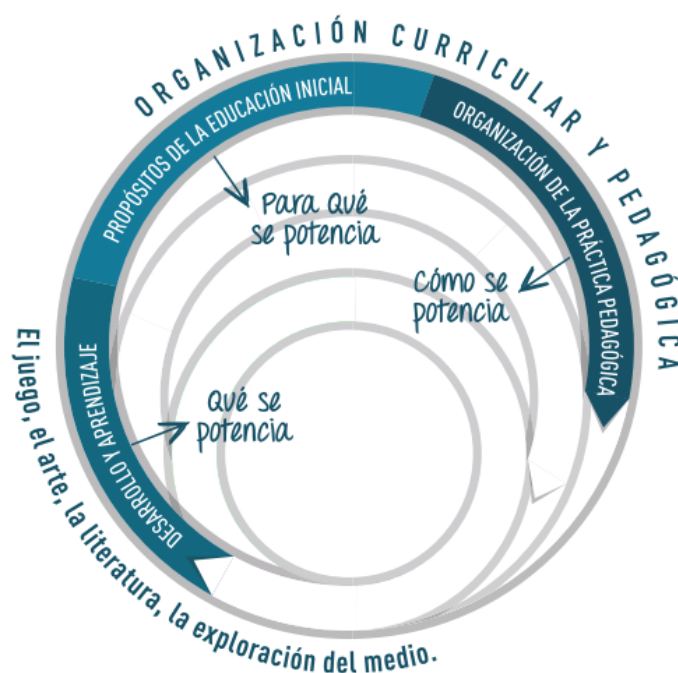 ORGANIZACIÓN CURRICULAR Y PEDAGÓGICA
PROPÓSITOS DE LA EDUCACIÓN INICIAL
ORGANIZACIÓN DE LA PRÁCTICA PEDAGÓGICA
Para Qué
se potencia
Cómo se
potencia
DESARROLLO Y APRENDIZAJE
Qué se
potencia
El juego, el arte, la literatura, la exploración del medio.